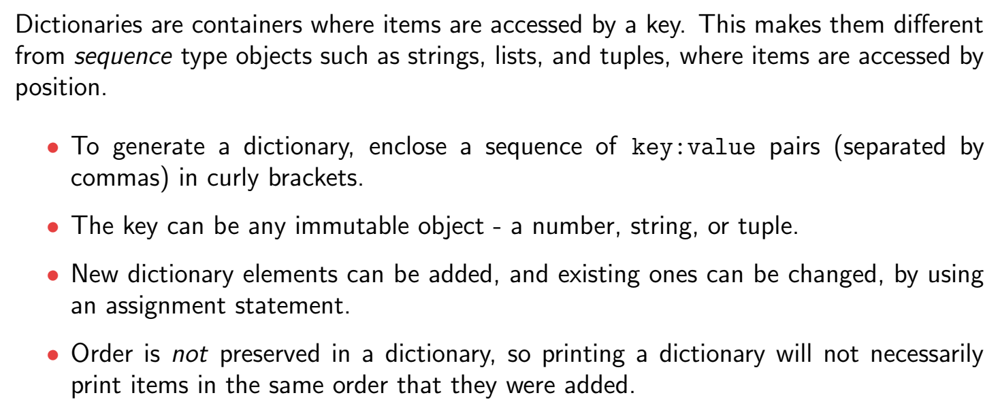 Dictionaries are containers where items are accessed by a key. This makes them different
from sequence type objects such as strings, lists, and tuples, where items are accessed by
position.
• To generate a dictionary, enclose a sequence of key:value pairs (separated by
commas) in curly brackets.
• The key can be any immutable object - a number, string, or tuple.
• New dictionary elements can be added, and existing ones can be changed, by using
an assignment statement.
• Order is not preserved in a dictionary, so printing a dictionary will not necessarily
print items in the same order that they were added.